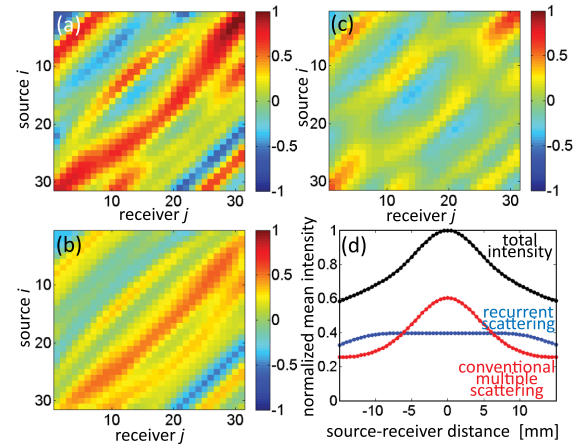 (a)
source i
10
20
30
10 20 30
receiver j
1
0.5
0
-0.5
-1
(c)
source i
10
20
30
10 20 30
receiver j
1
0.5
0
-0.5
-1
(b)
source i
10
20
30
10 20 30
receiver j
1
0.5
0
-0.5
-1
(d)
normalized mean intensity
1
0.8
0.6
0.4
0.2
0
-10 -5 0 5 10
source-receiver distance [mm]
total
intensity
recurrent
scattering
conventional
multiple
scattering